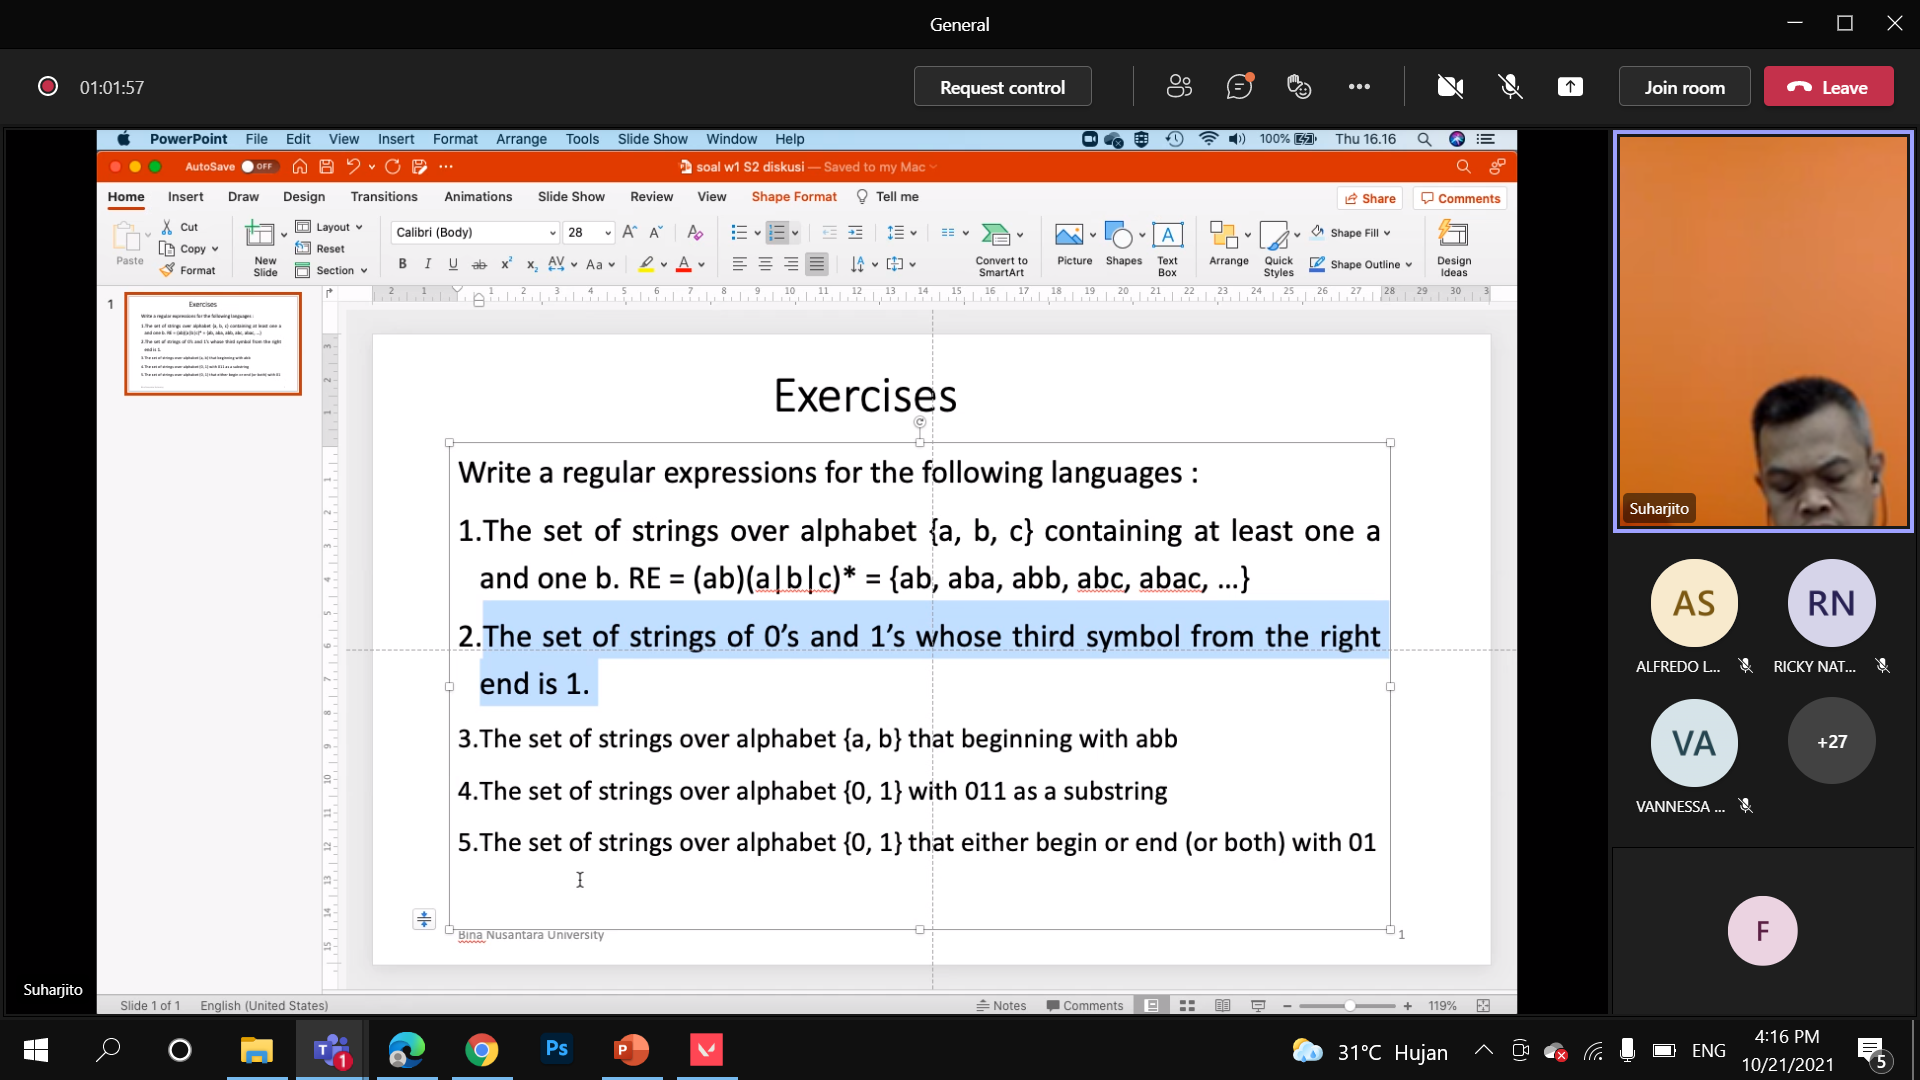 General
01:01:57
Request control
Join room
Leave
PowerPoint File Edit View Insert Format Arrange Tools Slide Show Window Help
100% Thu 16.16
AutoSave OFF
soal w1 S2 diskusi — Saved to my Mac
Home Insert Draw Design Transitions Animations Slide Show Review View Shape Format Tell me
Share Comments
Paste
Cut
Copy
Format
New Slide
Layout
Reset
Section
Calibri (Body) 28
Convert to SmartArt
Picture
Shapes
Text Box
Arrange
Quick Styles
Shape Fill
Shape Outline
Design Ideas
1
Exercises
Write a regular expressions for the following languages :
1.The set of strings over alphabet {a, b, c} containing at least one a
and one b. RE = (ab)(a|b|c)* = {ab, aba, abb, abc, abac, ...}
2.The set of strings of 0's and 1's whose third symbol from the right
end is 1.
3.The set of strings over alphabet {a, b} that beginning with abb
4.The set of strings over alphabet {0, 1} with 011 as a substring
5.The set of strings over alphabet {0, 1} that either begin or end (or both) with 01
Bina Nusantara University
1
Suharjito
Slide 1 of 1 English (United States)
Notes Comments 119%
Suharjito
AS
RN
ALFREDO L...
RICKY NAT...
VA
+27
VANNESSA ...
F
1
Ps
P
31°C Hujan
ENG
4:16 PM
10/21/2021
5